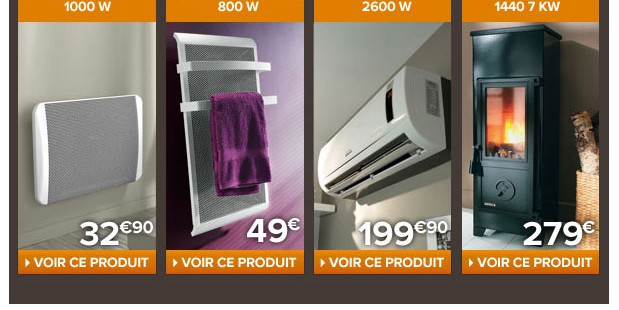 1000 W
800 W
2600 W
1440 7 KW
32€90
49€
199€90
279€
VOIR CE PRODUIT
VOIR CE PRODUIT
VOIR CE PRODUIT
VOIR CE PRODUIT